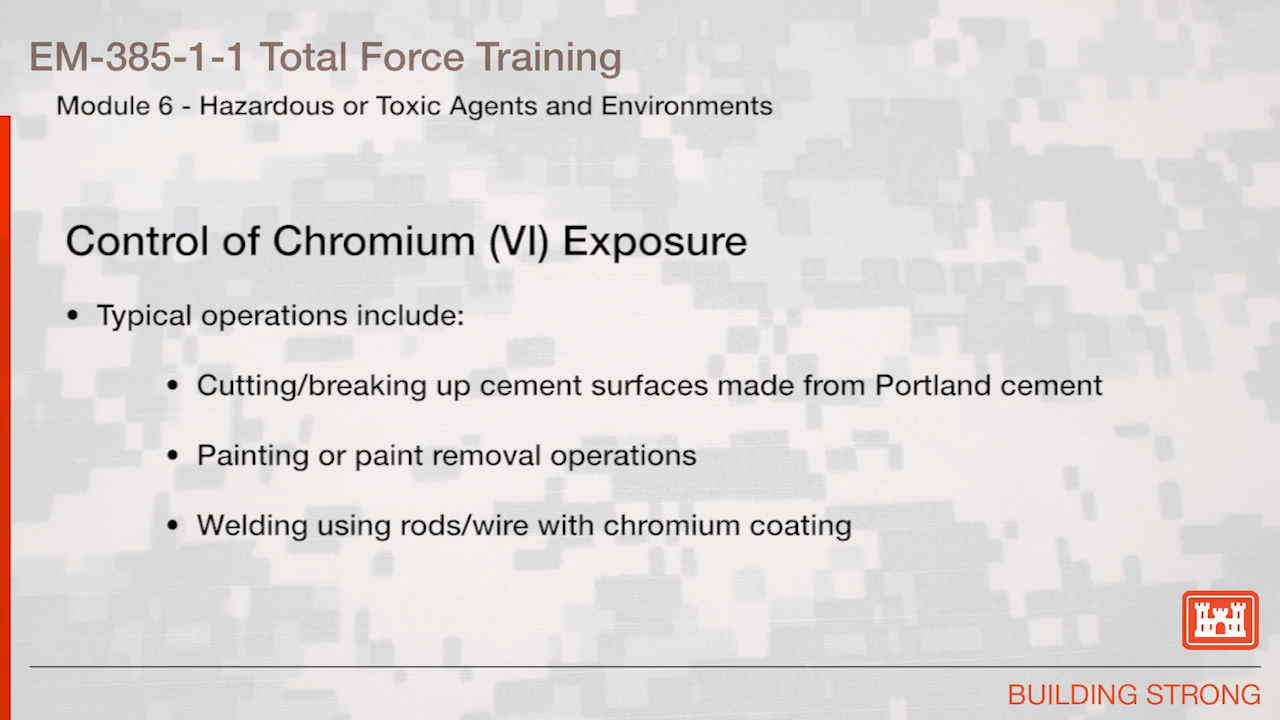 EM-385-1-1 Total Force Training
Module 6 - Hazardous or Toxic Agents and Environments
Control of Chromium (VI) Exposure
• Typical operations include:
• Cutting/breaking up cement surfaces made from Portland cement
• Painting or paint removal operations
• Welding using rods/wire with chromium coating
BUILDING STRONG